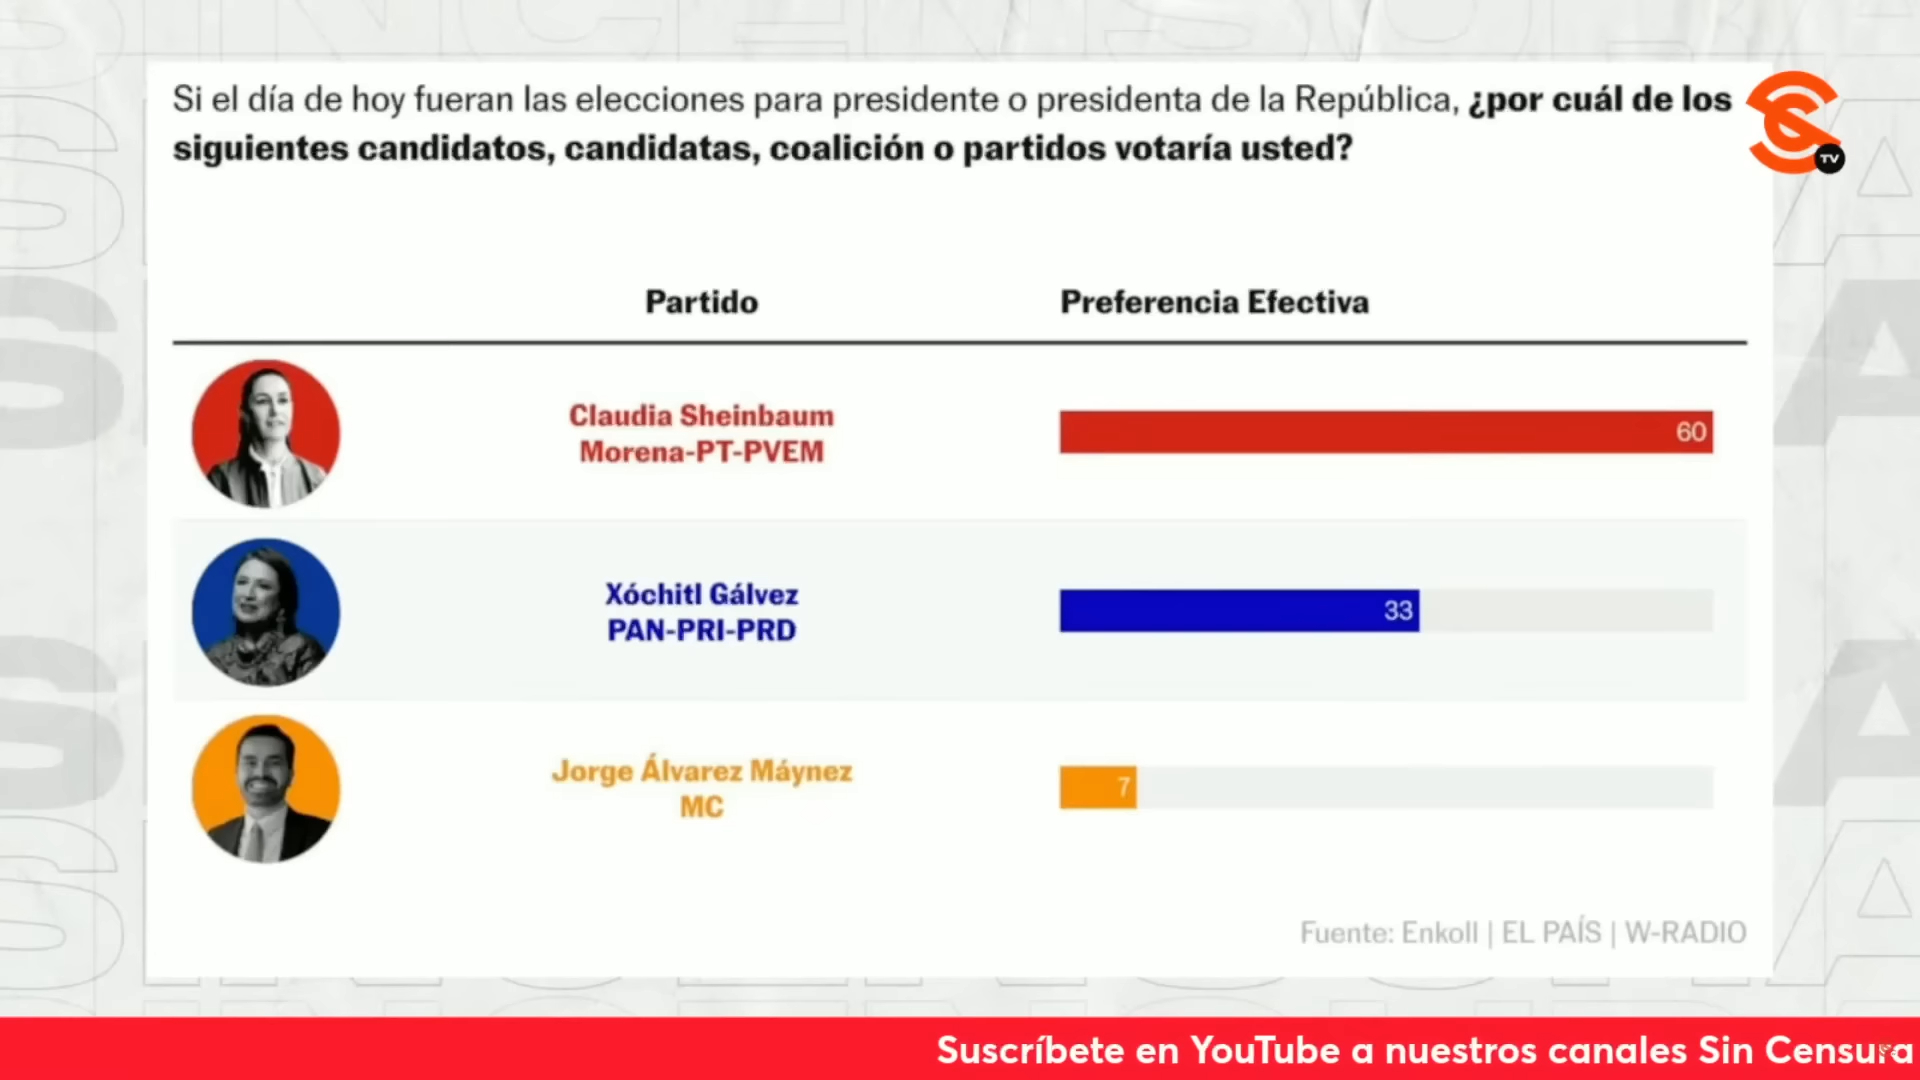 Si el día de hoy fueran las elecciones para presidente o presidenta de la República, ¿por cuál de los
siguientes candidatos, candidatas, coalición o partidos votaría usted?
TV
Partido Preferencia Efectiva
Claudia Sheinbaum
Morena-PT-PVEM
60
Xóchitl Gálvez
PAN-PRI-PRD
33
Jorge Álvarez Máynez
MC
7
Fuente: Enkoll | EL PAÍS | W-RADIO
Suscríbete en YouTube a nuestros canales Sin Censura